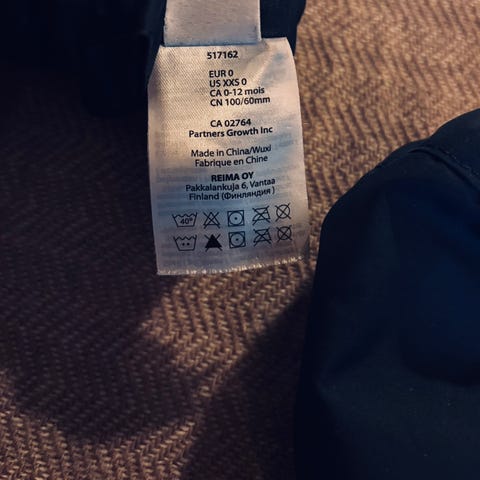 517162
EUR 0
US XXS 0
CA 0-12 mois
CN 100/60mm
CA 02764
Partners Growth Inc
Made in China/Wuxi
Fabrique en Chine
REIMA OY
Pakkalankuja 6, Vantaa
Finland (Финляндия )
40°